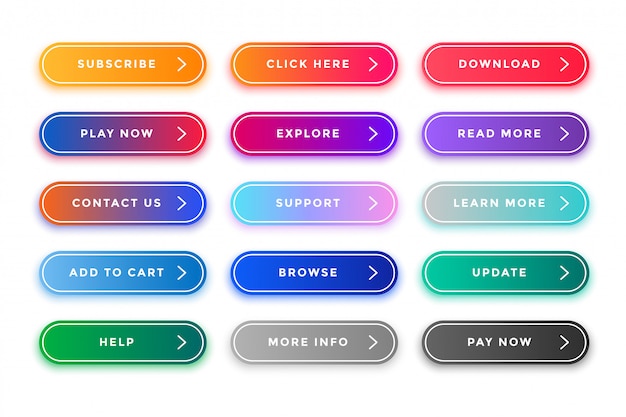 SUBSCRIBE
CLICK HERE
DOWNLOAD
PLAY NOW
EXPLORE
READ MORE
CONTACT US
SUPPORT
LEARN MORE
ADD TO CART
BROWSE
UPDATE
HELP
MORE INFO
PAY NOW